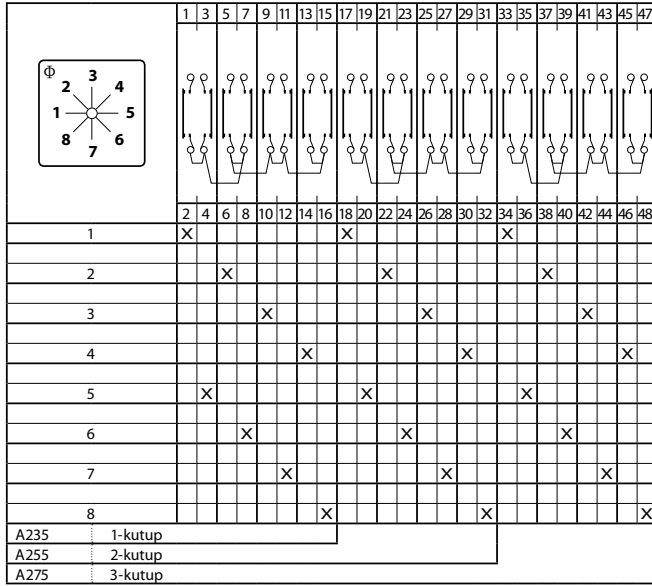 1 3 5 7 9 11 13 15 17 19 21 23 25 27 29 31 33 35 37 39 41 43 45 47
Φ
1 2 3 4 5 6 7 8
2 4 6 8 10 12 14 16 18 20 22 24 26 28 30 32 34 36 38 40 42 44 46 48
1 X X X
2 X X X
3 X X X
4 X X X
5 X X X
6 X X X
7 X X X
8 X X X
A235 1-kutup
A255 2-kutup
A275 3-kutup